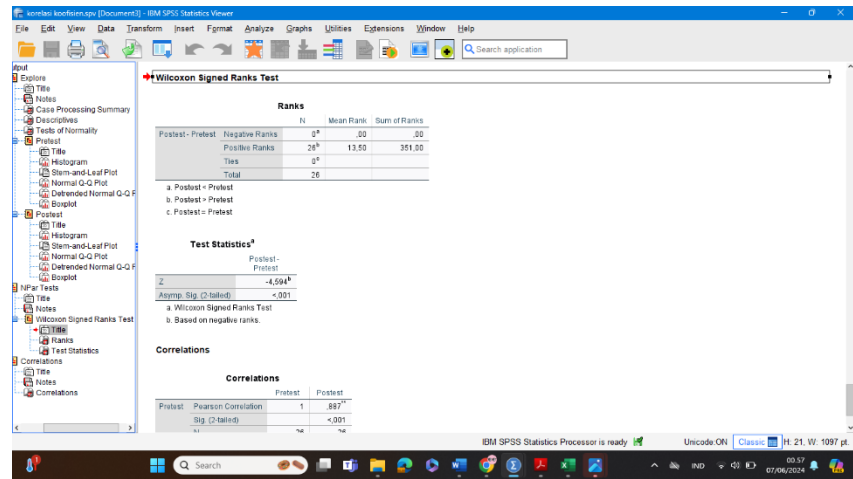 korelasi koofisien.spv [Document3] - IBM SPSS Statistics Viewer
File Edit View Data Transform Insert Format Analyze Graphs Utilities Extensions Window Help
Search application
tput
Explore
Title
Notes
Case Processing Summary
Descriptives
Tests of Normality
Pretest
Title
Histogram
Stem-and-Leaf Plot
Normal Q-Q Plot
Detrended Normal Q-Q F
Boxplot
Postest
Title
Histogram
Stem-and-Leaf Plot
Normal Q-Q Plot
Detrended Normal Q-Q F
Boxplot
NPar Tests
Title
Notes
Wilcoxon Signed Ranks Test
Title
Ranks
Test Statistics
Correlations
Title
Notes
Correlations
Wilcoxon Signed Ranks Test
Ranks
N Mean Rank Sum of Ranks
Postest - Pretest Negative Ranks 0a ,00 ,00
Positive Ranks 26b 13,50 351,00
Ties 0c
Total 26
a. Postest < Pretest
b. Postest > Pretest
c. Postest = Pretest
Test Statisticsa
Postest -
Pretest
Z -4,594b
Asymp. Sig. (2-tailed) <,001
a. Wilcoxon Signed Ranks Test
b. Based on negative ranks.
Correlations
Correlations
Pretest Postest
Pretest Pearson Correlation 1 ,887**
Sig. (2-tailed) <,001
N 26 26
IBM SPSS Statistics Processor is ready Unicode:ON Classic H: 21, W: 1097 pt.
Search IND 00.57
07/06/2024